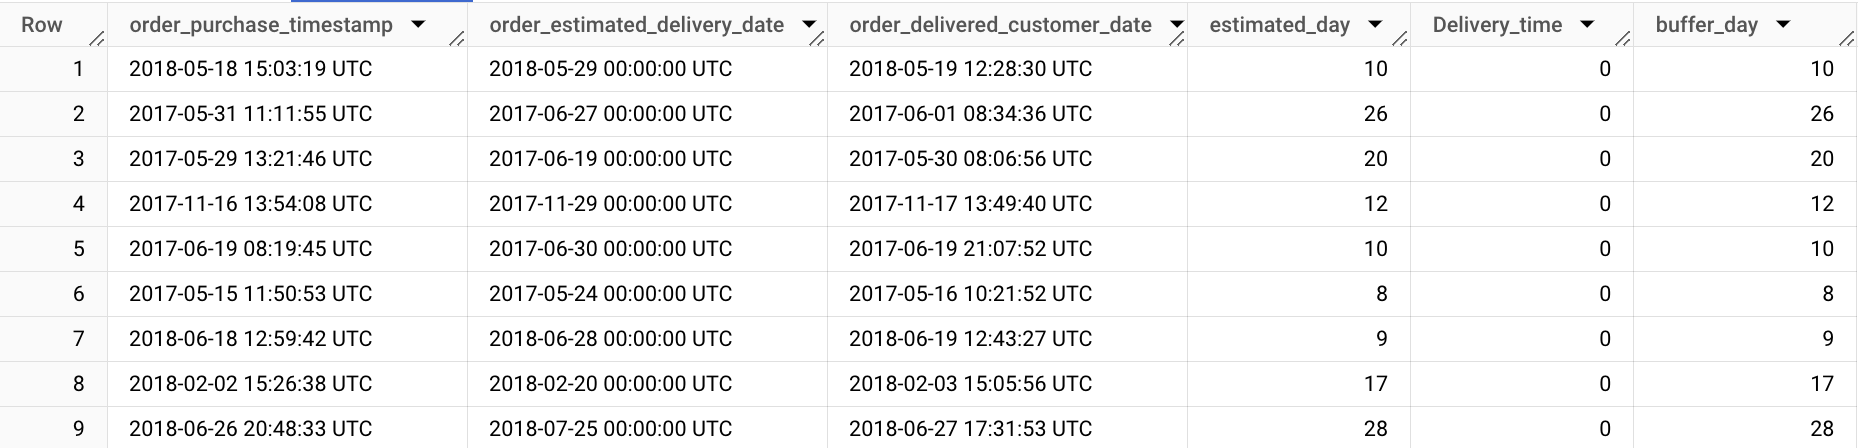 Row order_purchase_timestamp order_estimated_delivery_date order_delivered_customer_date estimated_day Delivery_time buffer_day
1 2018-05-18 15:03:19 UTC 2018-05-29 00:00:00 UTC 2018-05-19 12:28:30 UTC 10 0 10
2 2017-05-31 11:11:55 UTC 2017-06-27 00:00:00 UTC 2017-06-01 08:34:36 UTC 26 0 26
3 2017-05-29 13:21:46 UTC 2017-06-19 00:00:00 UTC 2017-05-30 08:06:56 UTC 20 0 20
4 2017-11-16 13:54:08 UTC 2017-11-29 00:00:00 UTC 2017-11-17 13:49:40 UTC 12 0 12
5 2017-06-19 08:19:45 UTC 2017-06-30 00:00:00 UTC 2017-06-19 21:07:52 UTC 10 0 10
6 2017-05-15 11:50:53 UTC 2017-05-24 00:00:00 UTC 2017-05-16 10:21:52 UTC 8 0 8
7 2018-06-18 12:59:42 UTC 2018-06-28 00:00:00 UTC 2018-06-19 12:43:27 UTC 9 0 9
8 2018-02-02 15:26:38 UTC 2018-02-20 00:00:00 UTC 2018-02-03 15:05:56 UTC 17 0 17
9 2018-06-26 20:48:33 UTC 2018-07-25 00:00:00 UTC 2018-06-27 17:31:53 UTC 28 0 28